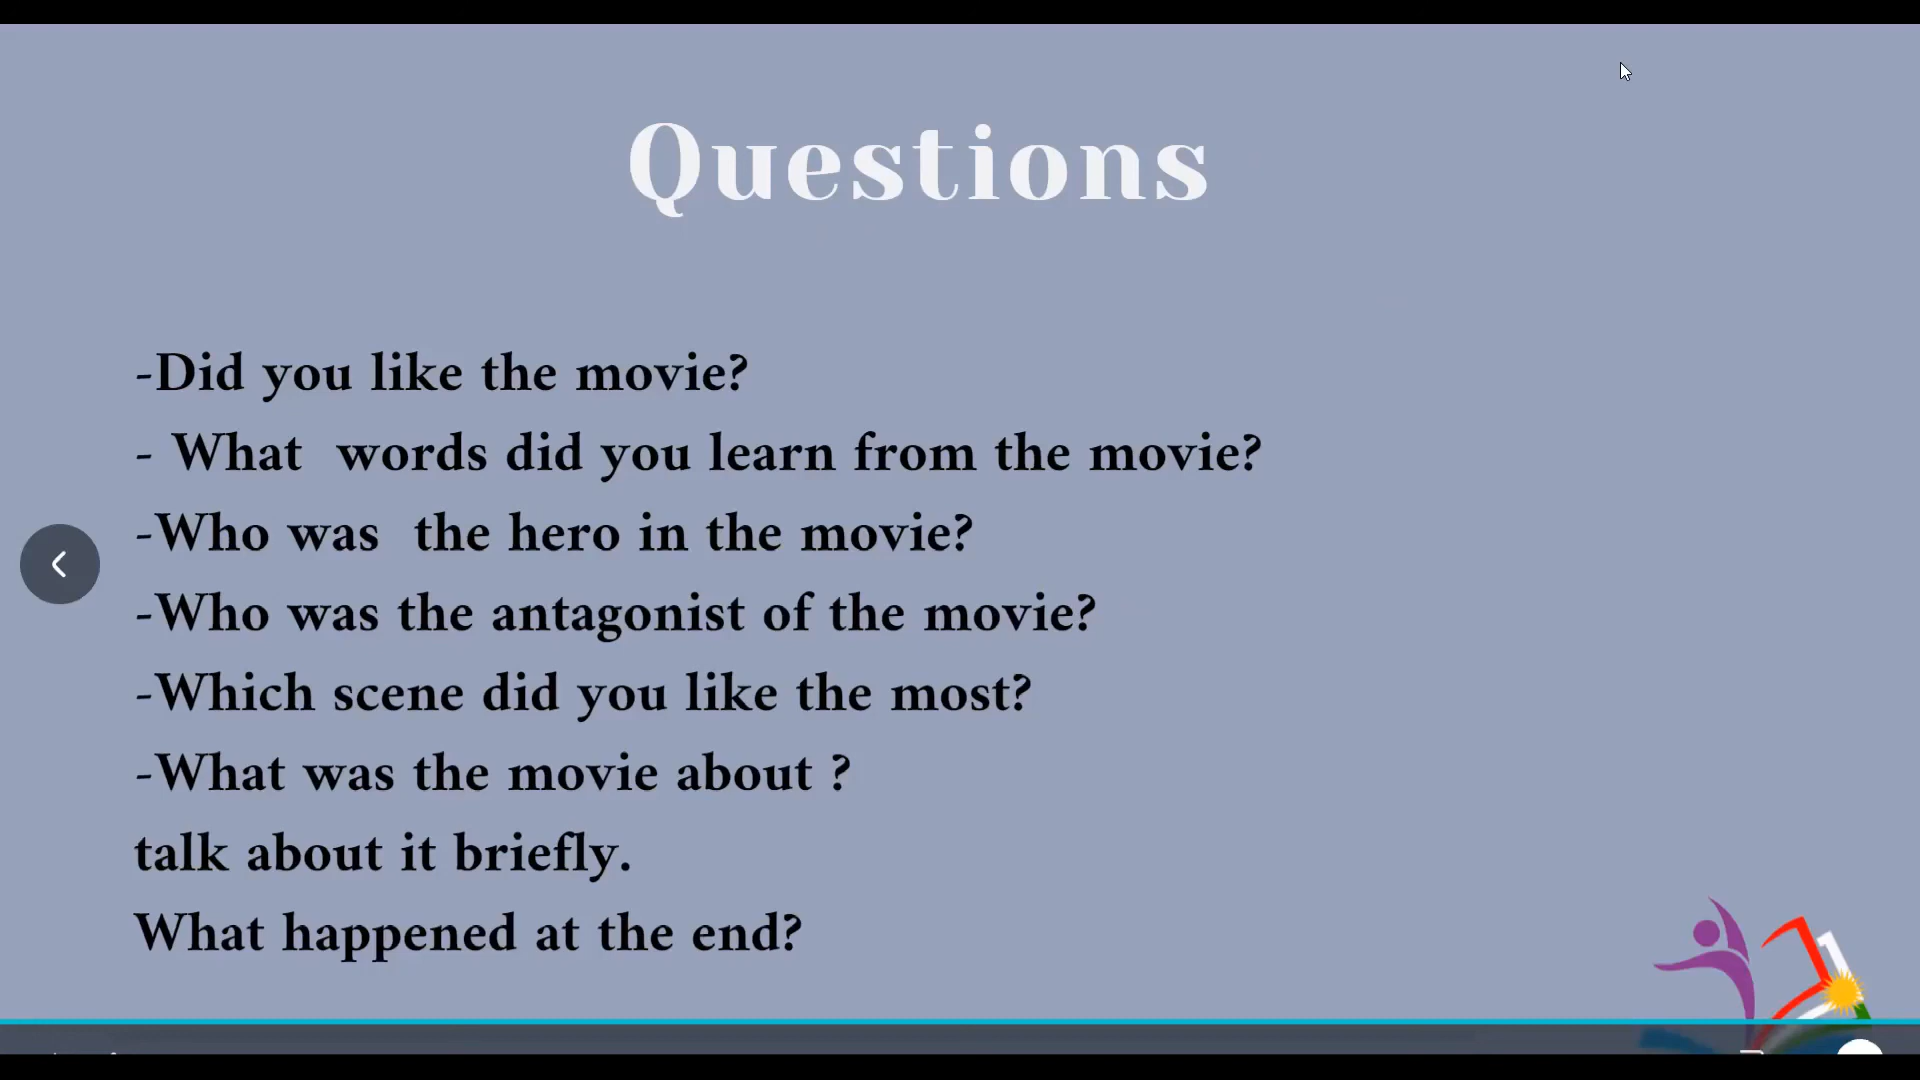 Questions
-Did you like the movie?
- What  words did you learn from the movie?
-Who was  the hero in the movie?
-Who was the antagonist of the movie?
-Which scene did you like the most?
-What was the movie about ?
talk about it briefly.
What happened at the end?